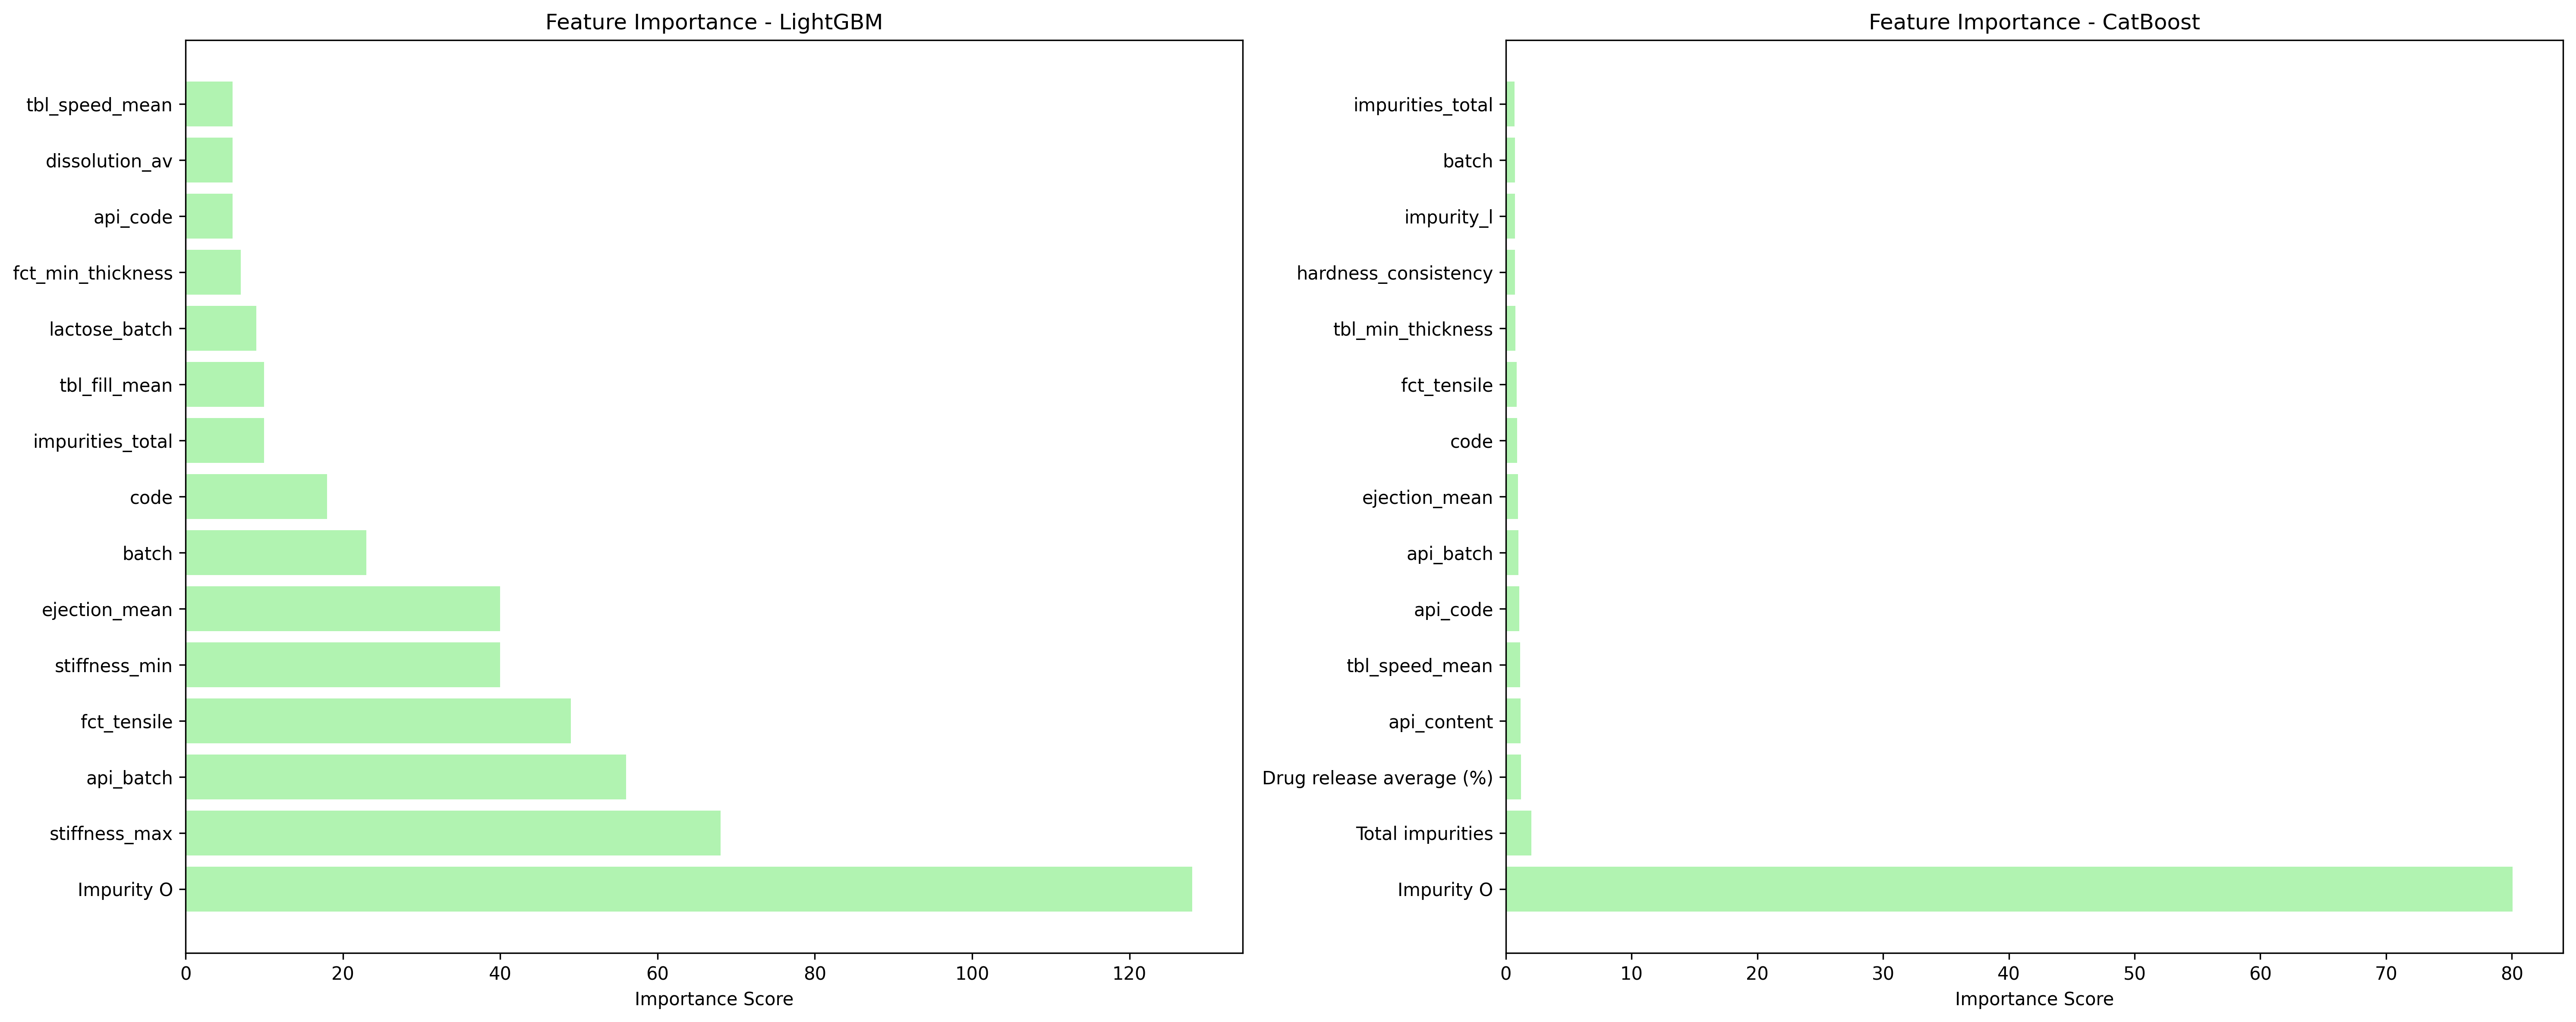 Feature Importance - LightGBM
tbl_speed_mean
dissolution_av
api_code
fct_min_thickness
lactose_batch
tbl_fill_mean
impurities_total
code
batch
ejection_mean
stiffness_min
fct_tensile
api_batch
stiffness_max
Impurity O
0 20 40 60 80 100 120
Importance Score
Feature Importance - CatBoost
impurities_total
batch
impurity_l
hardness_consistency
tbl_min_thickness
fct_tensile
code
ejection_mean
api_batch
api_code
tbl_speed_mean
api_content
Drug release average (%)
Total impurities
Impurity O
0 10 20 30 40 50 60 70 80
Importance Score